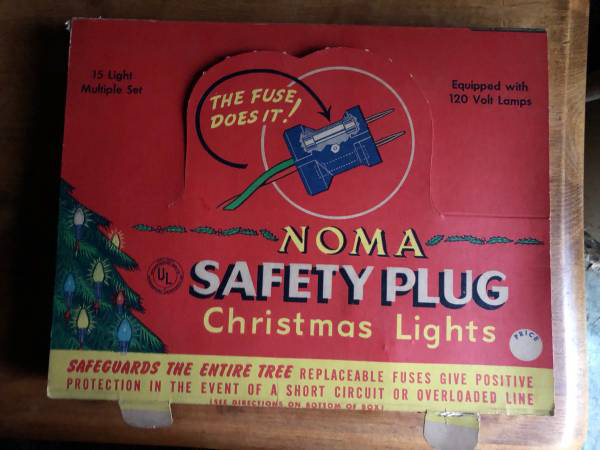 15 Light
Multiple Set
THE FUSE
DOES IT!
Equipped with
120 Volt Lamps
NOMA
UL
SAFETY PLUG
Christmas Lights
PRICE
SAFEGUARDS THE ENTIRE TREE REPLACEABLE FUSES GIVE POSITIVE
PROTECTION IN THE EVENT OF A SHORT CIRCUIT OR OVERLOADED LINE
(SEE DIRECTIONS ON BOTTOM OF BOX)